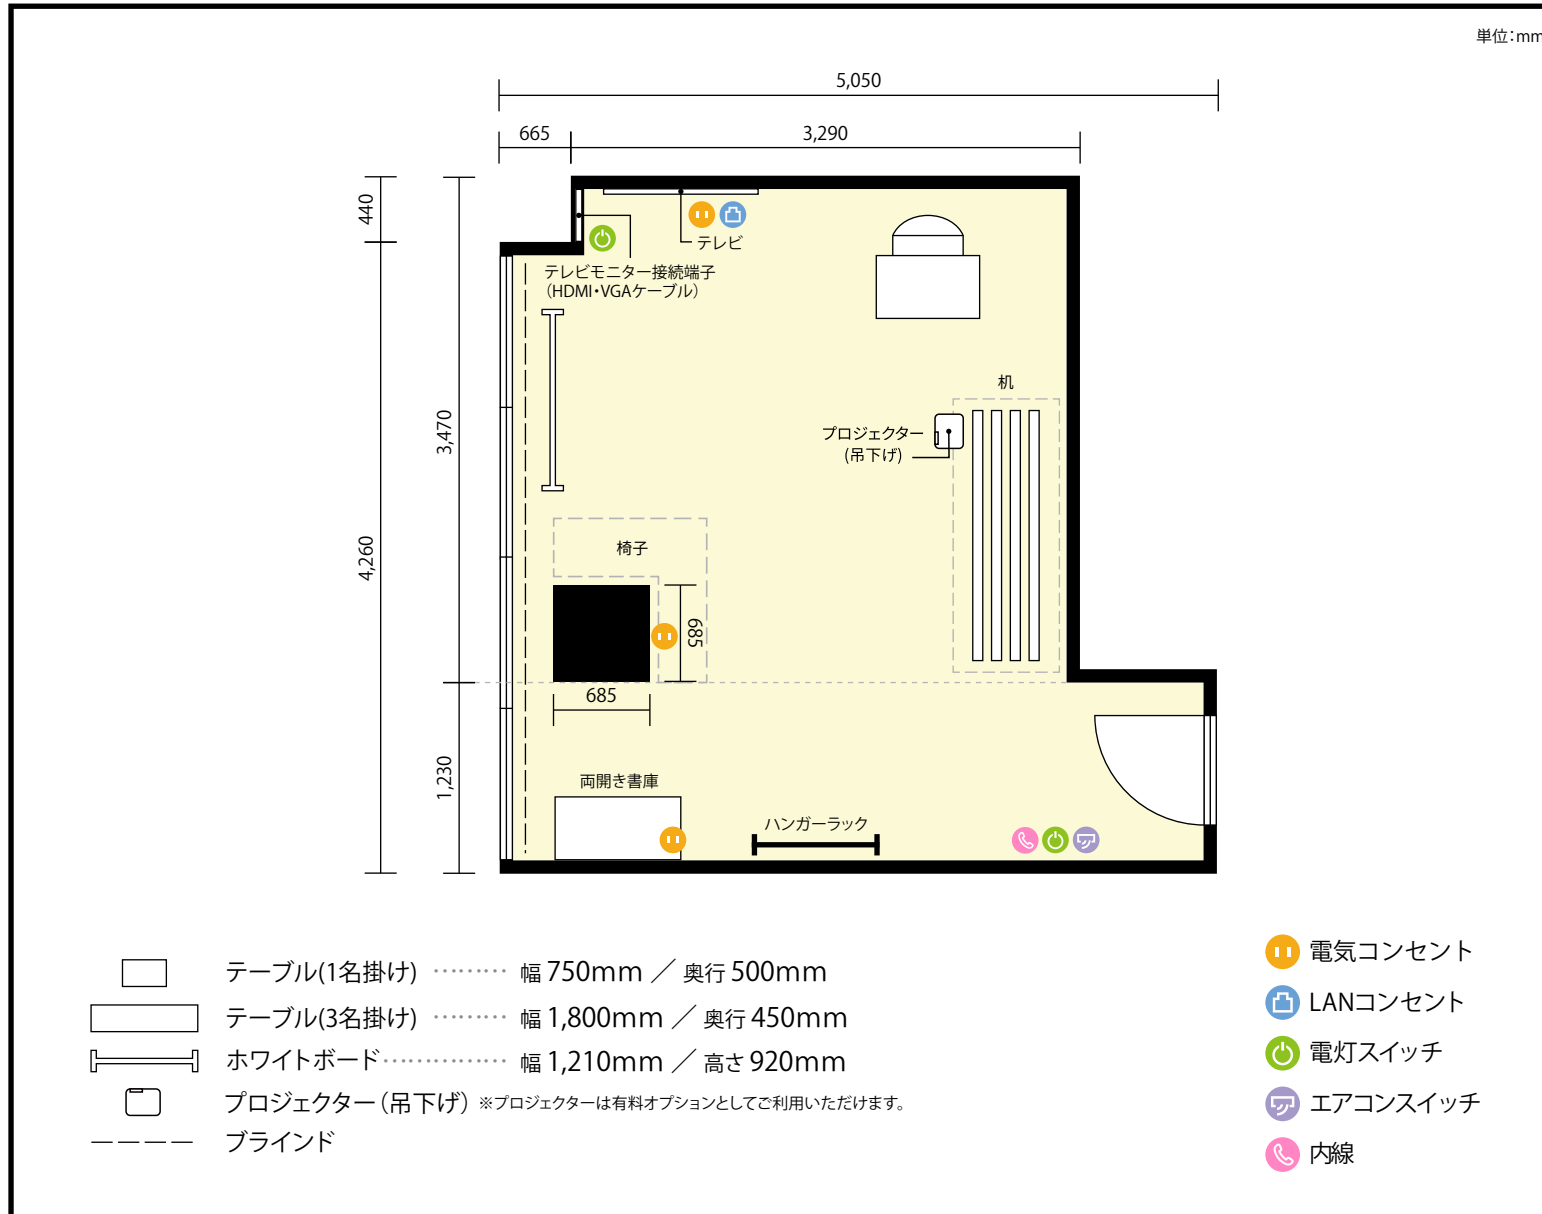 単位：mm
5,050
665
3,290
440
3,470
4,260
1,230
テレビ
テレビモニター接続端子
（HDMI・VGAケーブル）
机
プロジェクター
(吊下げ)
椅子
685
685
両開き書庫
ハンガーラック
テーブル(1名掛け) ……… 幅 750mm ／ 奥行 500mm
テーブル(3名掛け) ……… 幅 1,800mm ／ 奥行 450mm
ホワイトボード …………… 幅 1,210mm ／ 高さ 920mm
プロジェクター（吊下げ） ※プロジェクターは有料オプションとしてご利用いただけます。
ブラインド
電気コンセント
LANコンセント
電灯スイッチ
エアコンスイッチ
内線